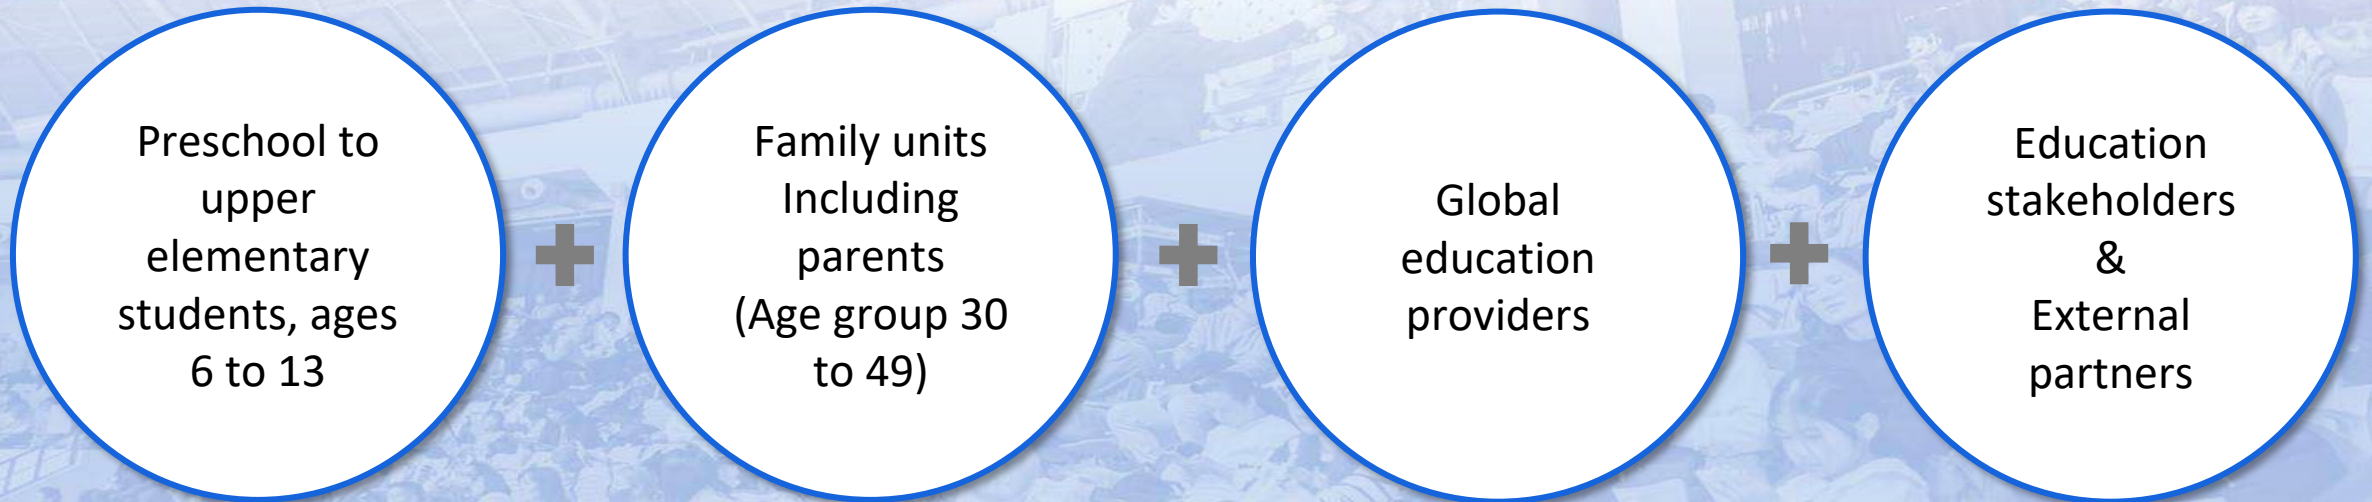 Preschool to
upper
elementary
students, ages
6 to 13
Family units
Including
parents
(Age group 30
to 49)
Global
education
providers
Education
stakeholders
&
External
partners